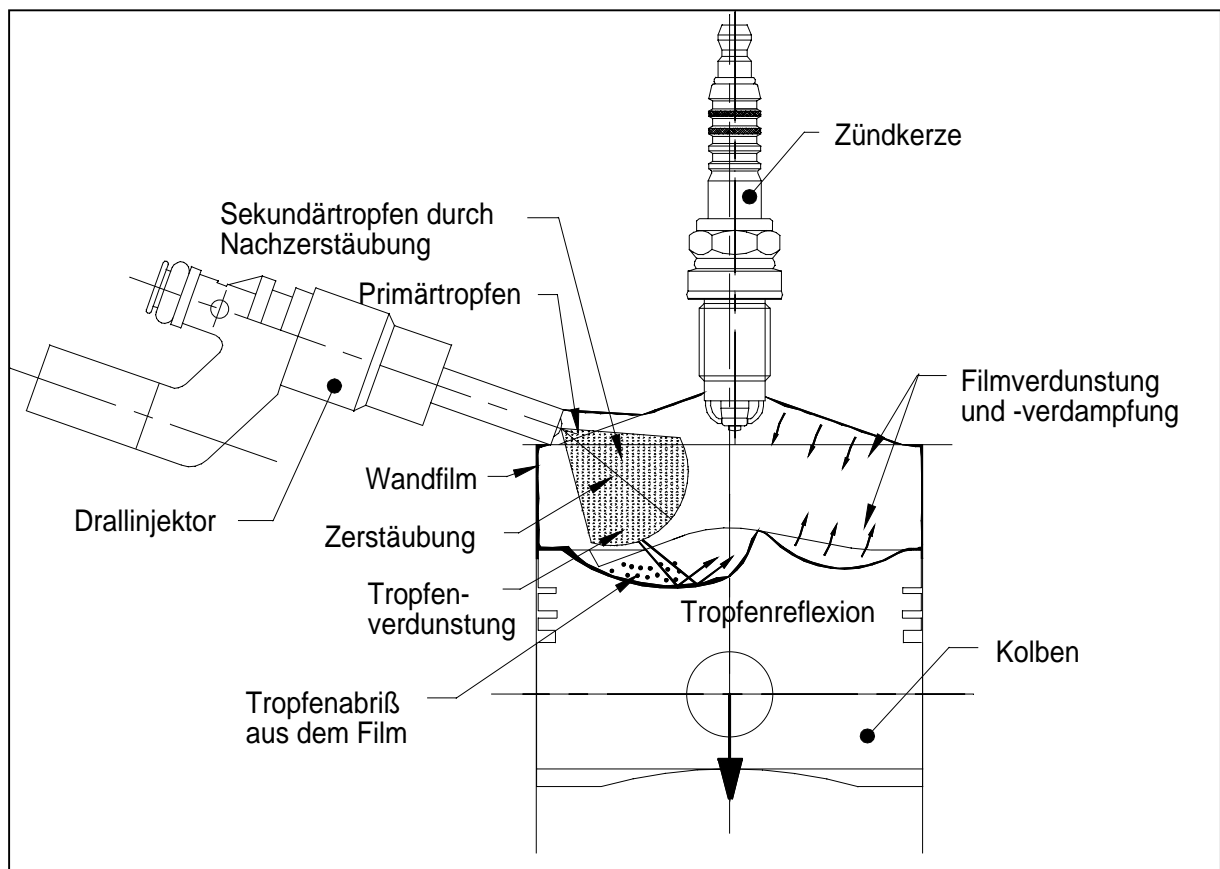 Zündkerze
Sekundärtropfen durch
Nachzerstäubung
Primärtropfen
Filmverdunstung
und -verdampfung
Wandfilm
Drallinjektor
Zerstäubung
Tropfen-
verdunstung
Tropfenreflexion
Kolben
Tropfenabriß
aus dem Film